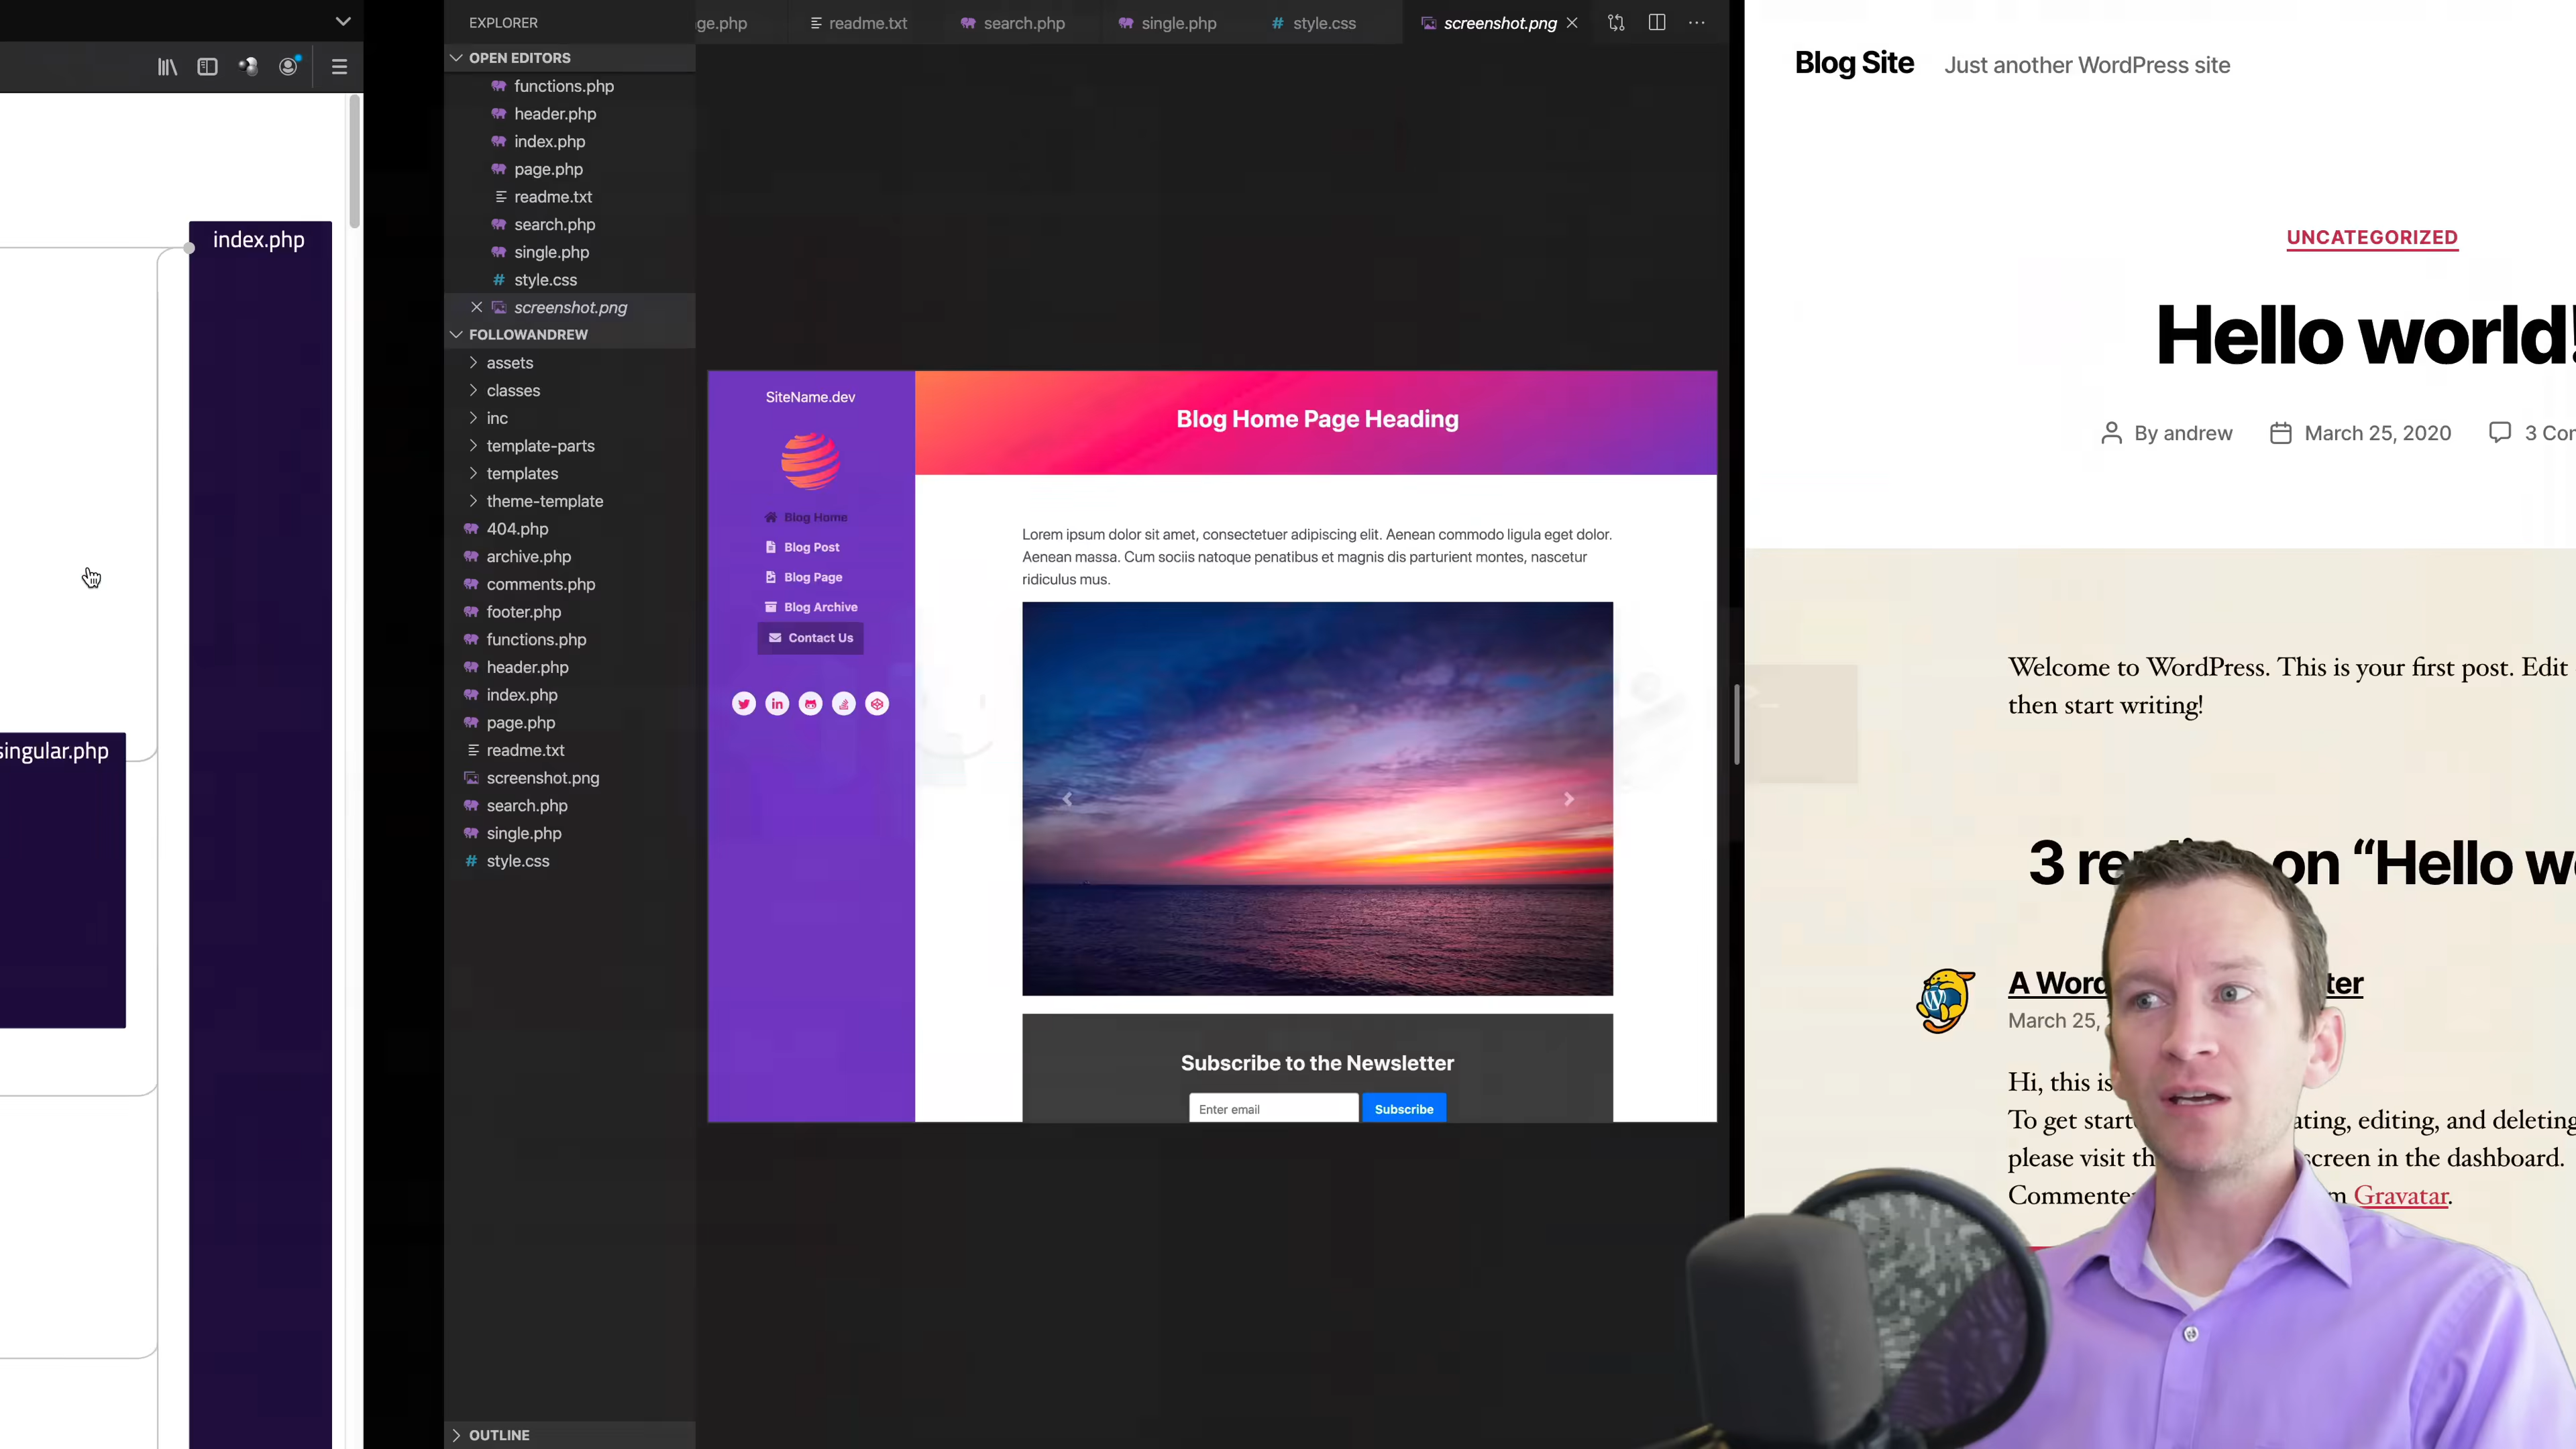 index.php
singular.php
EXPLORER
OPEN EDITORS
functions.php
header.php
index.php
page.php
readme.txt
search.php
single.php
style.css
screenshot.png
FOLLOWANDREW
assets
classes
inc
template-parts
templates
theme-template
404.php
archive.php
comments.php
footer.php
functions.php
header.php
index.php
page.php
readme.txt
screenshot.png
search.php
single.php
style.css
OUTLINE
ge.php
readme.txt
search.php
single.php
style.css
screenshot.png
SiteName.dev
Blog Home
Blog Post
Blog Page
Blog Archive
Contact Us
Blog Home Page Heading
Lorem ipsum dolor sit amet, consectetuer adipiscing elit. Aenean commodo ligula eget dolor.
Aenean massa. Cum sociis natoque penatibus et magnis dis parturient montes, nascetur
ridiculus mus.
Subscribe to the Newsletter
Enter email
Subscribe
Blog Site Just another WordPress site
UNCATEGORIZED
Hello world!
By andrew March 25, 2020 3 Com
Welcome to WordPress. This is your first post. Edit
then start writing!
3 re on “Hello w
A Word ter
March 25,
Hi, this is
To get start ating, editing, and deleting
please visit th screen in the dashboard.
Commente m Gravatar.